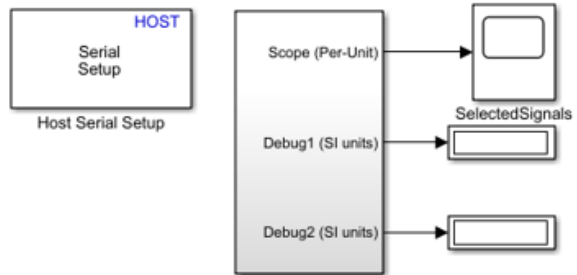 HOST
Serial
Setup
Host Serial Setup
Scope (Per-Unit)
SelectedSignals
Debug1 (SI units)
Debug2 (SI units)